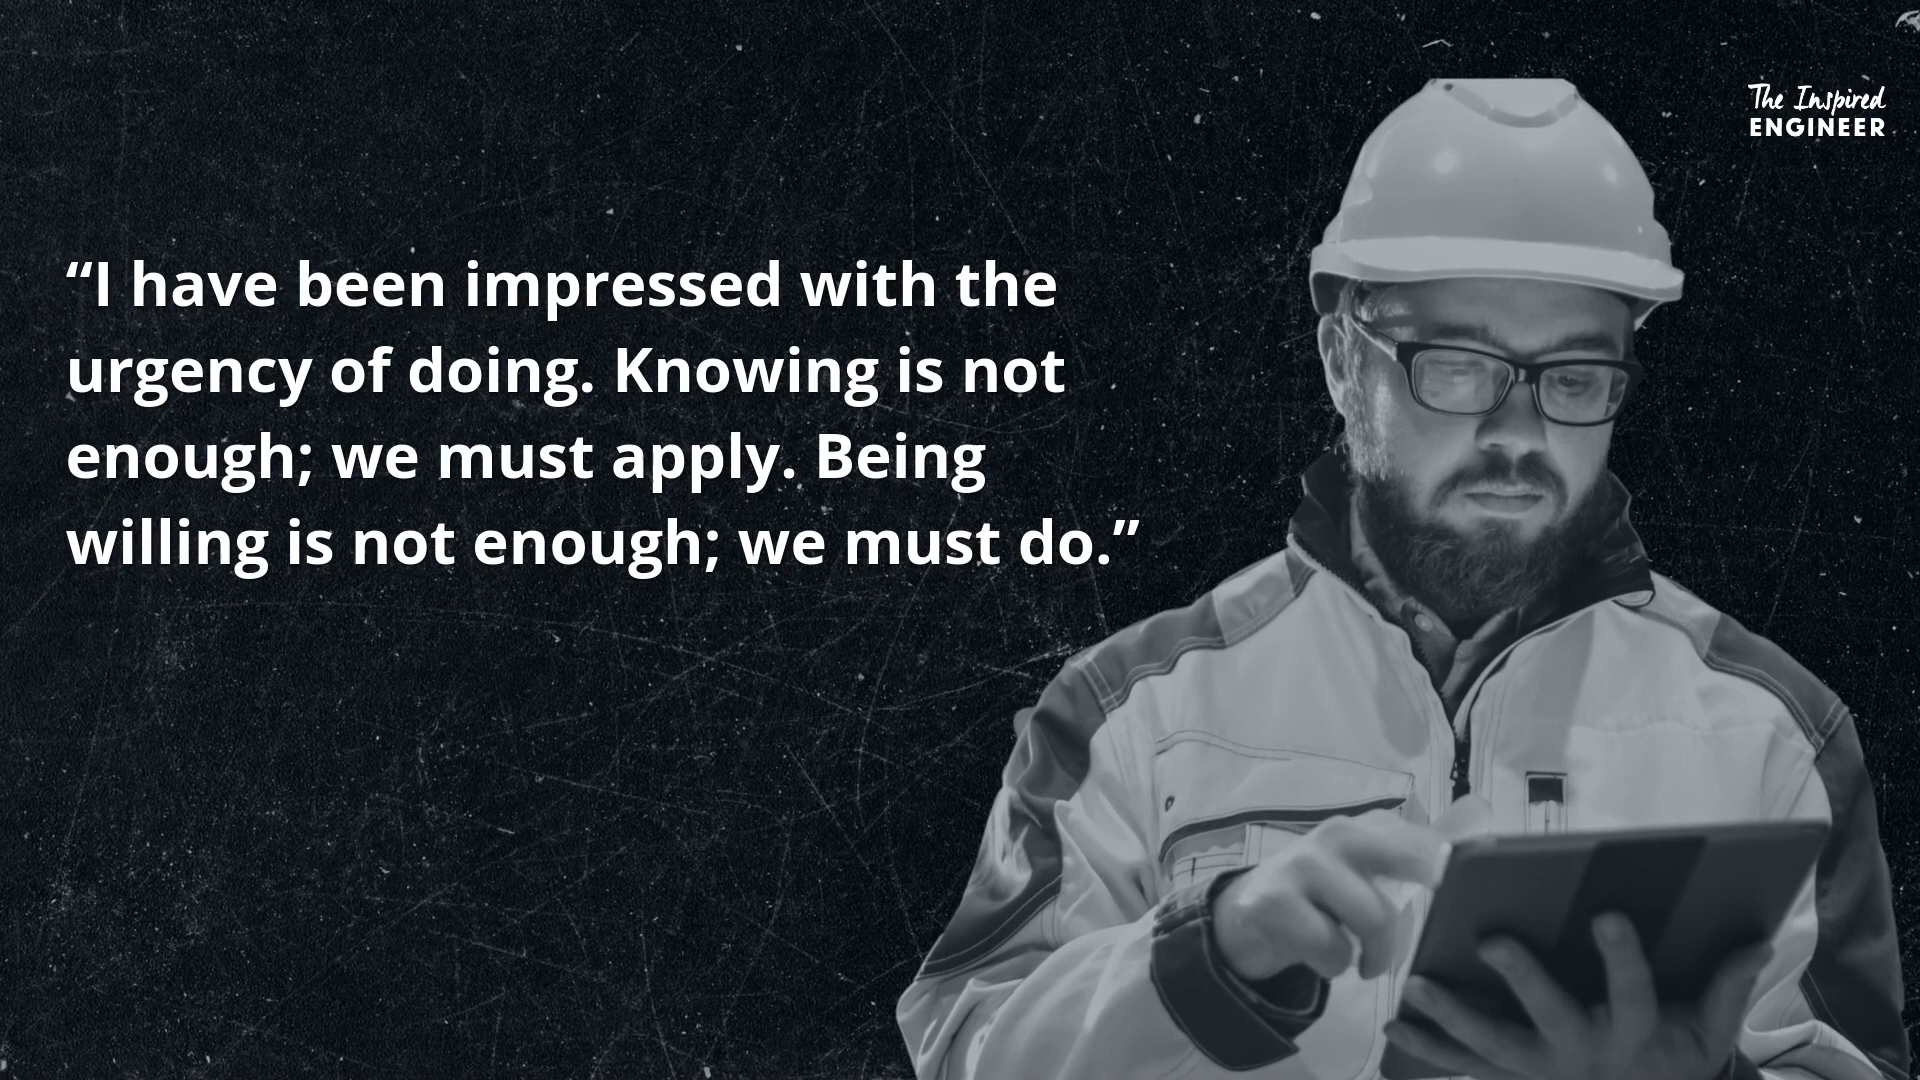 The Inspired
ENGINEER
“I have been impressed with the
urgency of doing. Knowing is not
enough; we must apply. Being
willing is not enough; we must do.”